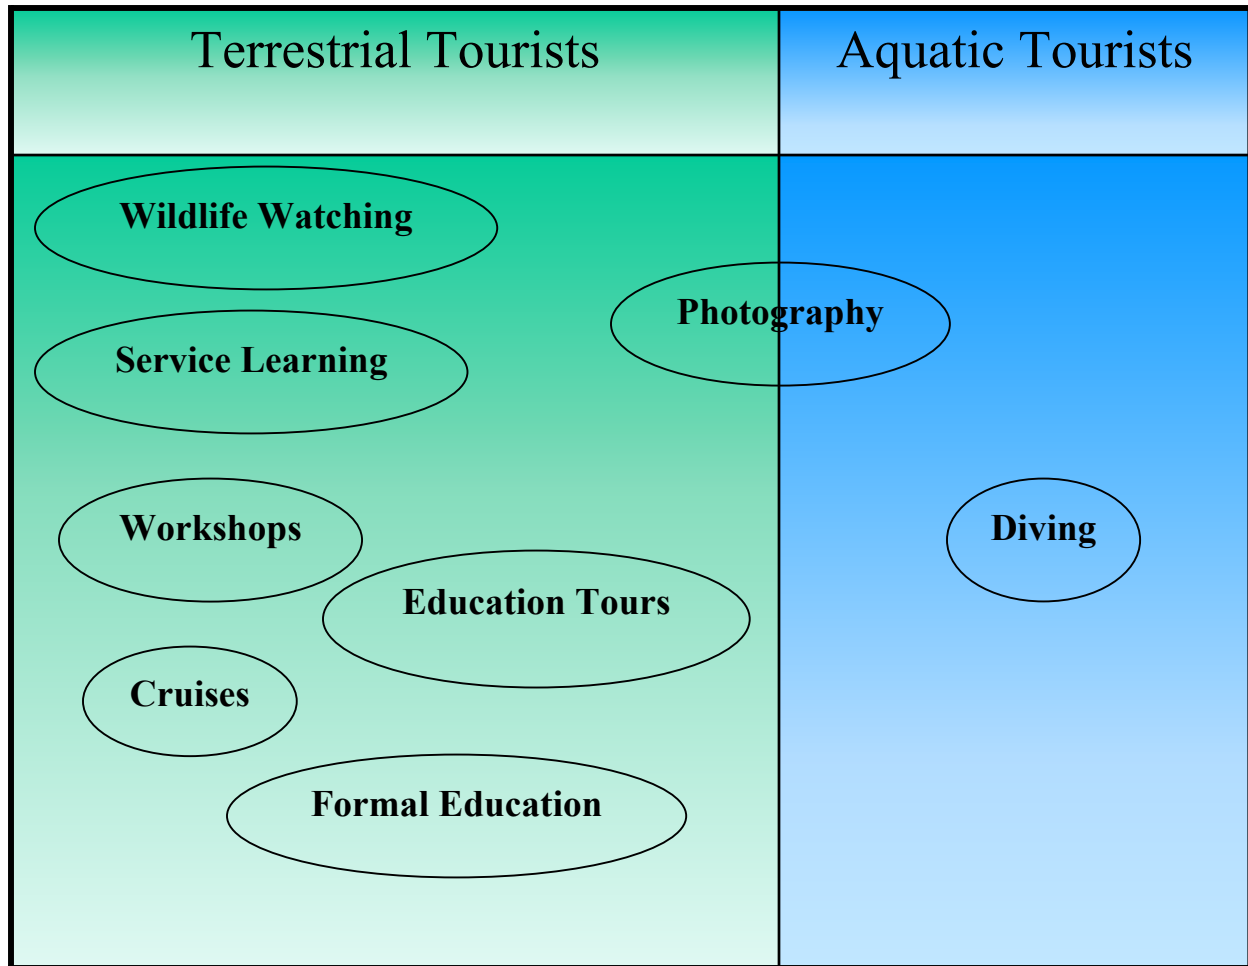 Terrestrial Tourists
Aquatic Tourists
Wildlife Watching
Photography
Service Learning
Workshops
Diving
Education Tours
Cruises
Formal Education